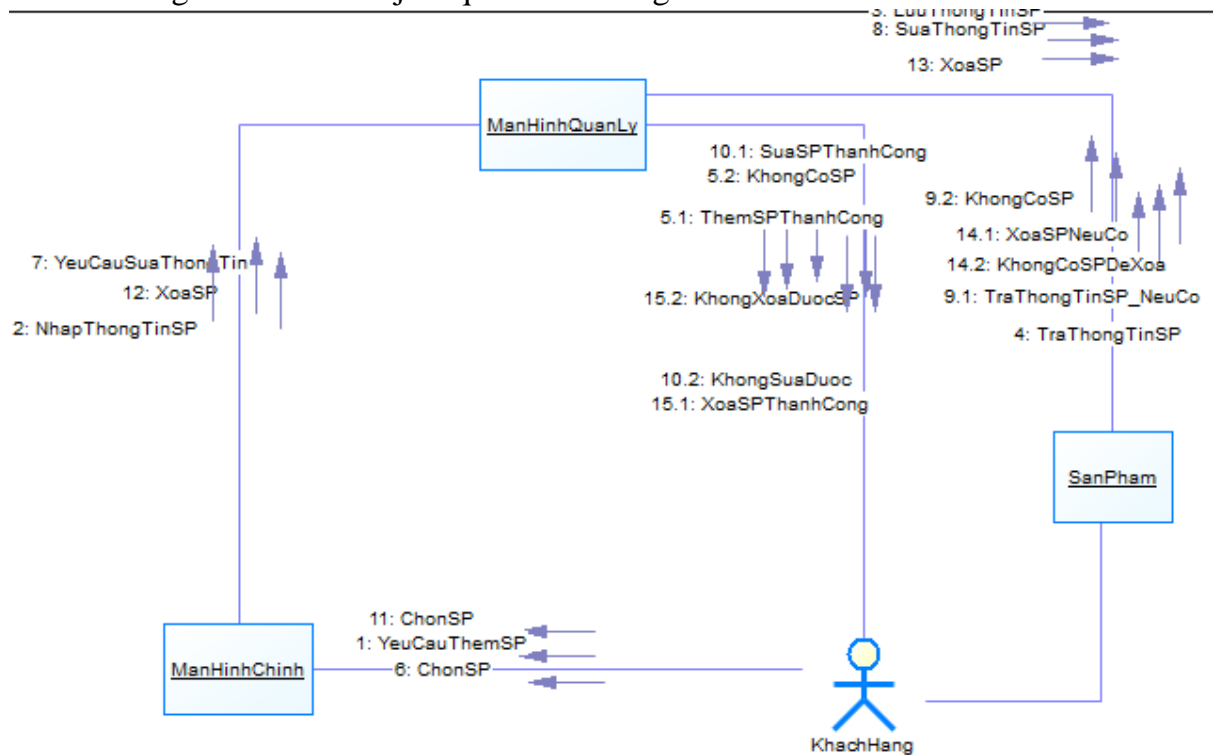 3: LuuThongTinSP
8: SuaThongTinSP
13: XoaSP
ManHinhQuanLy
10.1: SuaSPThanhCong
5.2: KhongCoSP
5.1: ThemSPThanhCong
15.2: KhongXoaDuocSP
10.2: KhongSuaDuoc
15.1: XoaSPThanhCong
9.2: KhongCoSP
14.1: XoaSPNeuCo
14.2: KhongCoSPDeXoa
9.1: TraThongTinSP_NeuCo
4: TraThongTinSP
7: YeuCauSuaThongTin
12: XoaSP
2: NhapThongTinSP
SanPham
11: ChonSP
1: YeuCauThemSP
6: ChonSP
ManHinhChinh
KhachHang